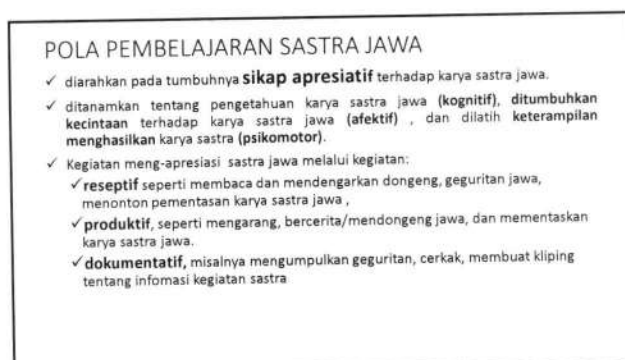 POLA PEMBELAJARAN SASTRA JAWA
✓ diarahkan pada tumbuhnya sikap apresiatif terhadap karya sastra jawa.
✓ ditanamkan tentang pengetahuan karya sastra jawa (kognitif), ditumbuhkan
kecintaan terhadap karya sastra jawa (afektif) , dan dilatih keterampilan
menghasilkan karya sastra (psikomotor).
✓ Kegiatan meng-apresiasi sastra jawa melalui kegiatan:
✓ reseptif seperti membaca dan mendengarkan dongeng, geguritan jawa,
menonton pementasan karya sastra jawa ,
✓ produktif, seperti mengarang, bercerita/mendongeng jawa, dan mementaskan
karya sastra jawa.
✓ dokumentatif, misalnya mengumpulkan geguritan, cerkak, membuat kliping
tentang infomasi kegiatan sastra